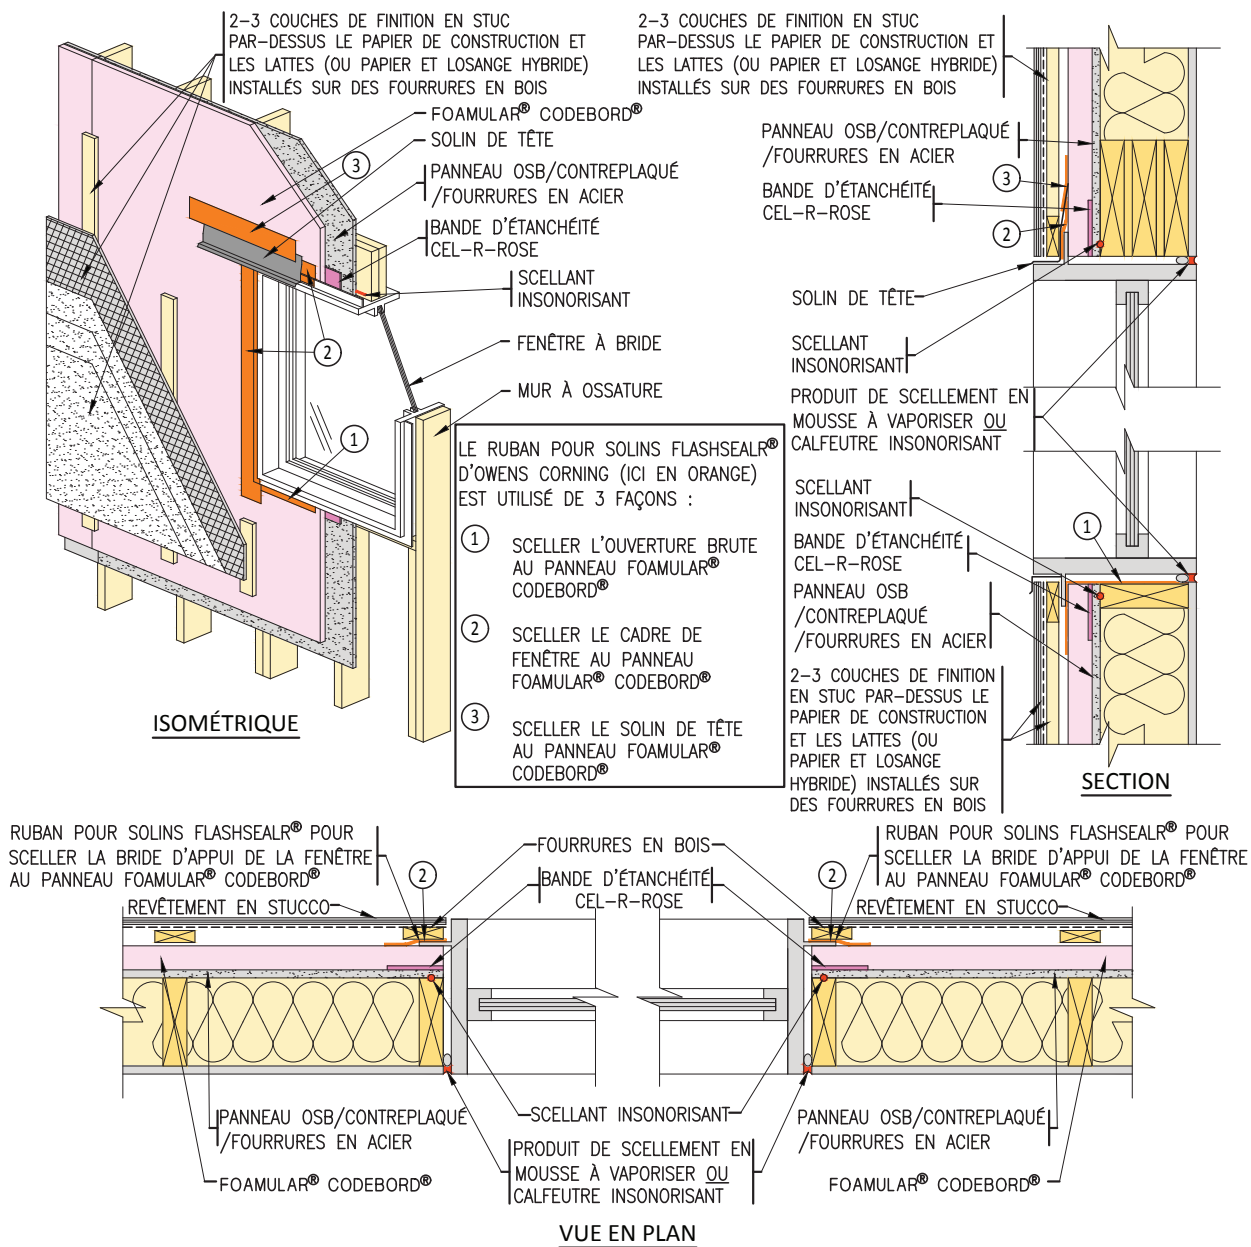 2-3 COUCHES DE FINITION EN STUC
PAR-DESSUS LE PAPIER DE CONSTRUCTION ET
LES LATTES (OU PAPIER ET LOSANGE HYBRIDE)
INSTALLÉS SUR DES FOURRURES EN BOIS
FOAMULAR® CODEBORD®
SOLIN DE TÊTE
3
PANNEAU OSB/CONTREPLAQUÉ
/FOURRURES EN ACIER
BANDE D'ÉTANCHÉITÉ
CEL-R-ROSE
SCELLANT
INSONORISANT
2
FENÊTRE À BRIDE
MUR À OSSATURE
1
ISOMÉTRIQUE
LE RUBAN POUR SOLINS FLASHSEALR®
D'OWENS CORNING (ICI EN ORANGE)
EST UTILISÉ DE 3 FAÇONS :
1 SCELLER L'OUVERTURE BRUTE
AU PANNEAU FOAMULAR®
CODEBORD®
2 SCELLER LE CADRE DE
FENÊTRE AU PANNEAU
FOAMULAR® CODEBORD®
3 SCELLER LE SOLIN DE TÊTE
AU PANNEAU FOAMULAR®
CODEBORD®
2-3 COUCHES DE FINITION EN STUC
PAR-DESSUS LE PAPIER DE CONSTRUCTION ET
LES LATTES (OU PAPIER ET LOSANGE HYBRIDE)
INSTALLÉS SUR DES FOURRURES EN BOIS
PANNEAU OSB/CONTREPLAQUÉ
/FOURRURES EN ACIER
3
BANDE D'ÉTANCHÉITÉ
CEL-R-ROSE
2
SOLIN DE TÊTE
SCELLANT
INSONORISANT
PRODUIT DE SCELLEMENT EN
MOUSSE À VAPORISER OU
CALFEUTRE INSONORISANT
SCELLANT
INSONORISANT
1
BANDE D'ÉTANCHÉITÉ
CEL-R-ROSE
PANNEAU OSB
/CONTREPLAQUÉ
/FOURRURES EN ACIER
2-3 COUCHES DE FINITION
EN STUC PAR-DESSUS LE
PAPIER DE CONSTRUCTION
ET LES LATTES (OU
PAPIER ET LOSANGE
HYBRIDE) INSTALLÉS SUR
DES FOURRURES EN BOIS
SECTION
RUBAN POUR SOLINS FLASHSEALR® POUR
SCELLER LA BRIDE D'APPUI DE LA FENÊTRE
AU PANNEAU FOAMULAR® CODEBORD®
2
REVÊTEMENT EN STUCCO
FOURRURES EN BOIS
BANDE D'ÉTANCHÉITÉ
CEL-R-ROSE
RUBAN POUR SOLINS FLASHSEALR® POUR
SCELLER LA BRIDE D'APPUI DE LA FENÊTRE
AU PANNEAU FOAMULAR® CODEBORD®
2
REVÊTEMENT EN STUCCO
PANNEAU OSB/CONTREPLAQUÉ
/FOURRURES EN ACIER
FOAMULAR® CODEBORD®
SCELLANT INSONORISANT
PRODUIT DE SCELLEMENT EN
MOUSSE À VAPORISER OU
CALFEUTRE INSONORISANT
PANNEAU OSB/CONTREPLAQUÉ
/FOURRURES EN ACIER
FOAMULAR® CODEBORD®
VUE EN PLAN